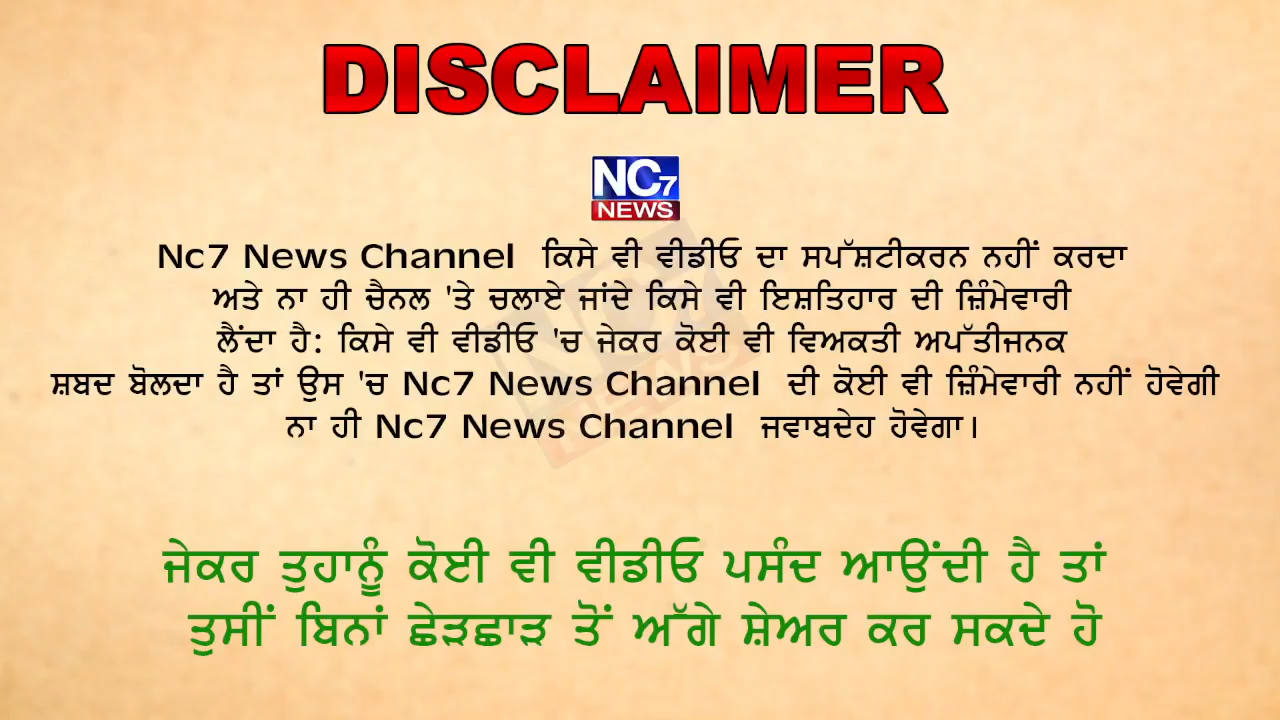 DISCLAIMER
NC7
NEWS
Nc7 News Channel ਕਿਸੇ ਵੀ ਵੀਡੀਓ ਦਾ ਸਪੱਸ਼ਟੀਕਰਨ ਨਹੀਂ ਕਰਦਾ
ਅਤੇ ਨਾ ਹੀ ਚੈਨਲ 'ਤੇ ਚਲਾਏ ਜਾਂਦੇ ਕਿਸੇ ਵੀ ਇਸ਼ਤਿਹਾਰ ਦੀ ਜ਼ਿੰਮੇਵਾਰੀ
ਲੈਂਦਾ ਹੈ: ਕਿਸੇ ਵੀ ਵੀਡੀਓ 'ਚ ਜੇਕਰ ਕੋਈ ਵੀ ਵਿਅਕਤੀ ਅਪੱਤੀਜਨਕ
ਸ਼ਬਦ ਬੋਲਦਾ ਹੈ ਤਾਂ ਉਸ 'ਚ Nc7 News Channel ਦੀ ਕੋਈ ਵੀ ਜ਼ਿੰਮੇਵਾਰੀ ਨਹੀਂ ਹੋਵੇਗੀ
ਨਾ ਹੀ Nc7 News Channel ਜਵਾਬਦੇਹ ਹੋਵੇਗਾ।
ਜੇਕਰ ਤੁਹਾਨੂੰ ਕੋਈ ਵੀ ਵੀਡੀਓ ਪਸੰਦ ਆਉਂਦੀ ਹੈ ਤਾਂ
ਤੁਸੀਂ ਬਿਨਾਂ ਛੇੜਛਾੜ ਤੋਂ ਅੱਗੇ ਸ਼ੇਅਰ ਕਰ ਸਕਦੇ ਹੋ